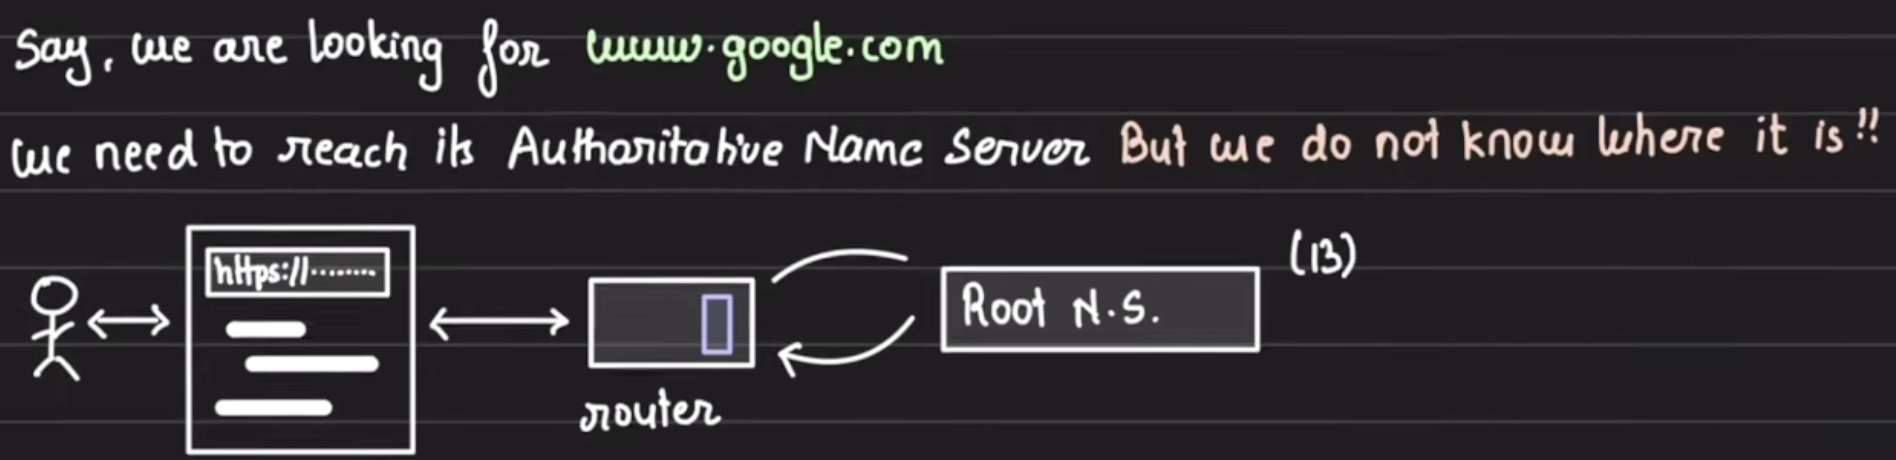 Say, we are looking for www.google.com
we need to reach its Authoritative Name Server But we do not know where it is!!
(13)
https://........
Root N.S.
router